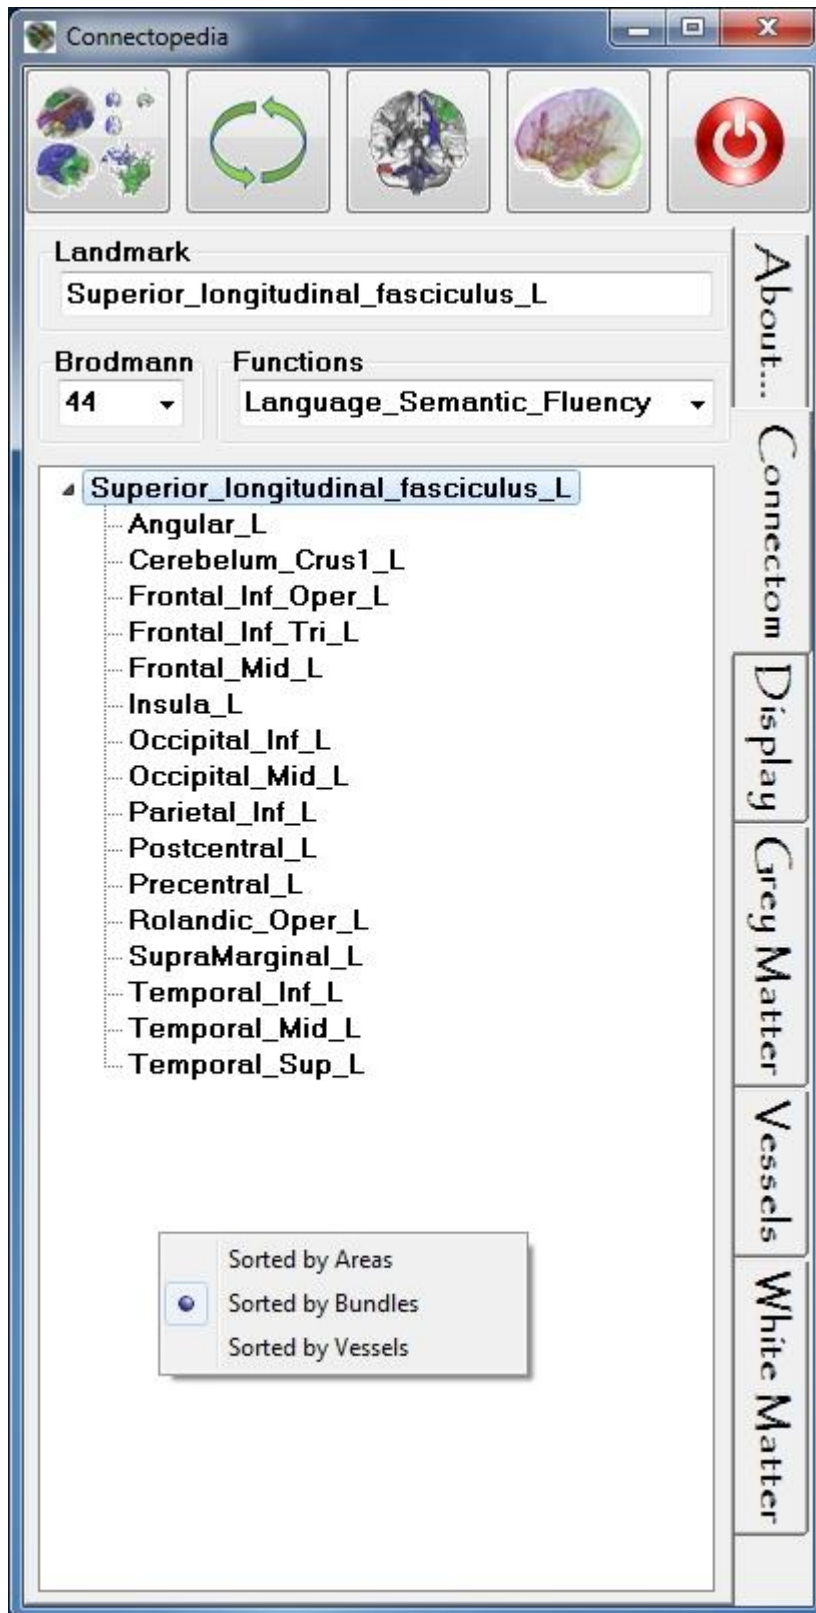 Connectopedia
Landmark
Superior_longitudinal_fasciculus_L
Brodmann
Functions
44
Language_Semantic_Fluency
Superior_longitudinal_fasciculus_L
Angular_L
Cerebelum_Crus1_L
Frontal_Inf_Oper_L
Frontal_Inf_Tri_L
Frontal_Mid_L
Insula_L
Occipital_Inf_L
Occipital_Mid_L
Parietal_Inf_L
Postcentral_L
Precentral_L
Rolandic_Oper_L
SupraMarginal_L
Temporal_Inf_L
Temporal_Mid_L
Temporal_Sup_L
Sorted by Areas
Sorted by Bundles
Sorted by Vessels
About...
Connectom
Display
Grey Matter
Vessels
White Matter